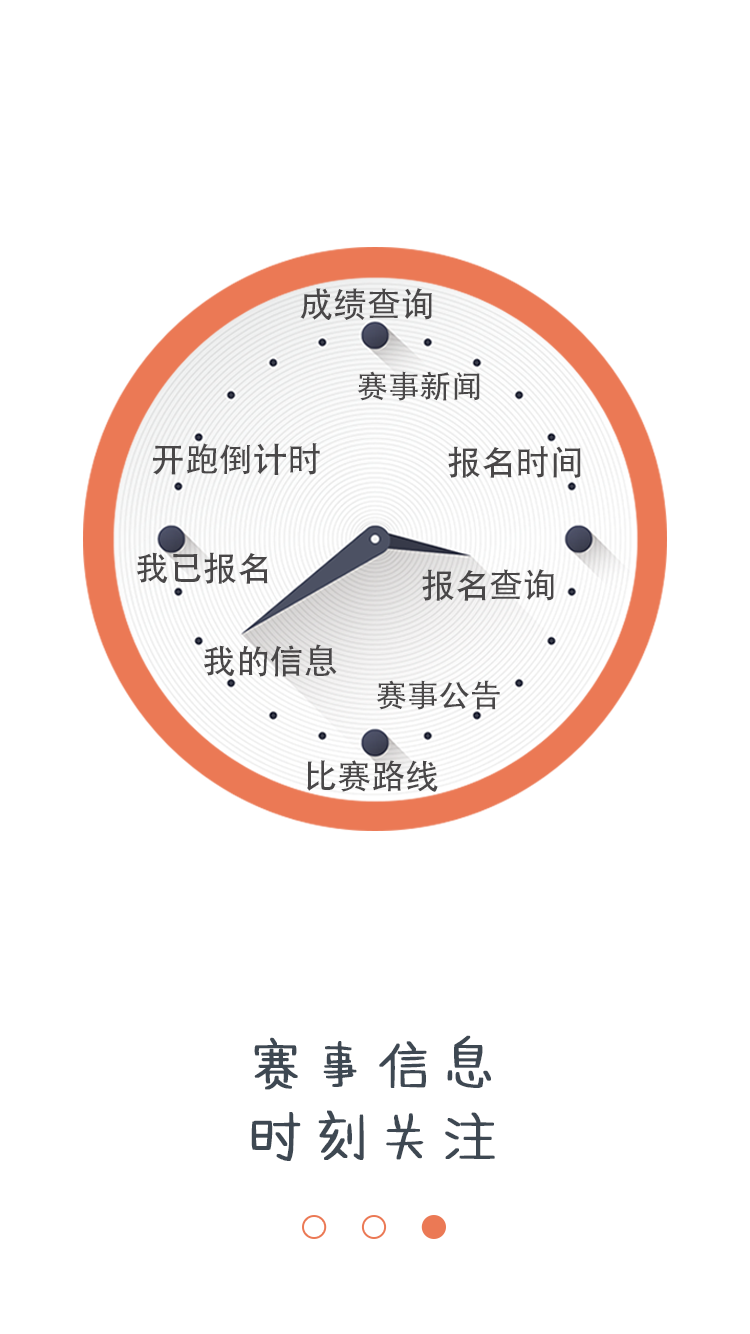 成绩查询
赛事新闻
开跑倒计时
报名时间
我已报名
报名查询
我的信息
赛事公告
比赛路线
赛事信息
时刻关注